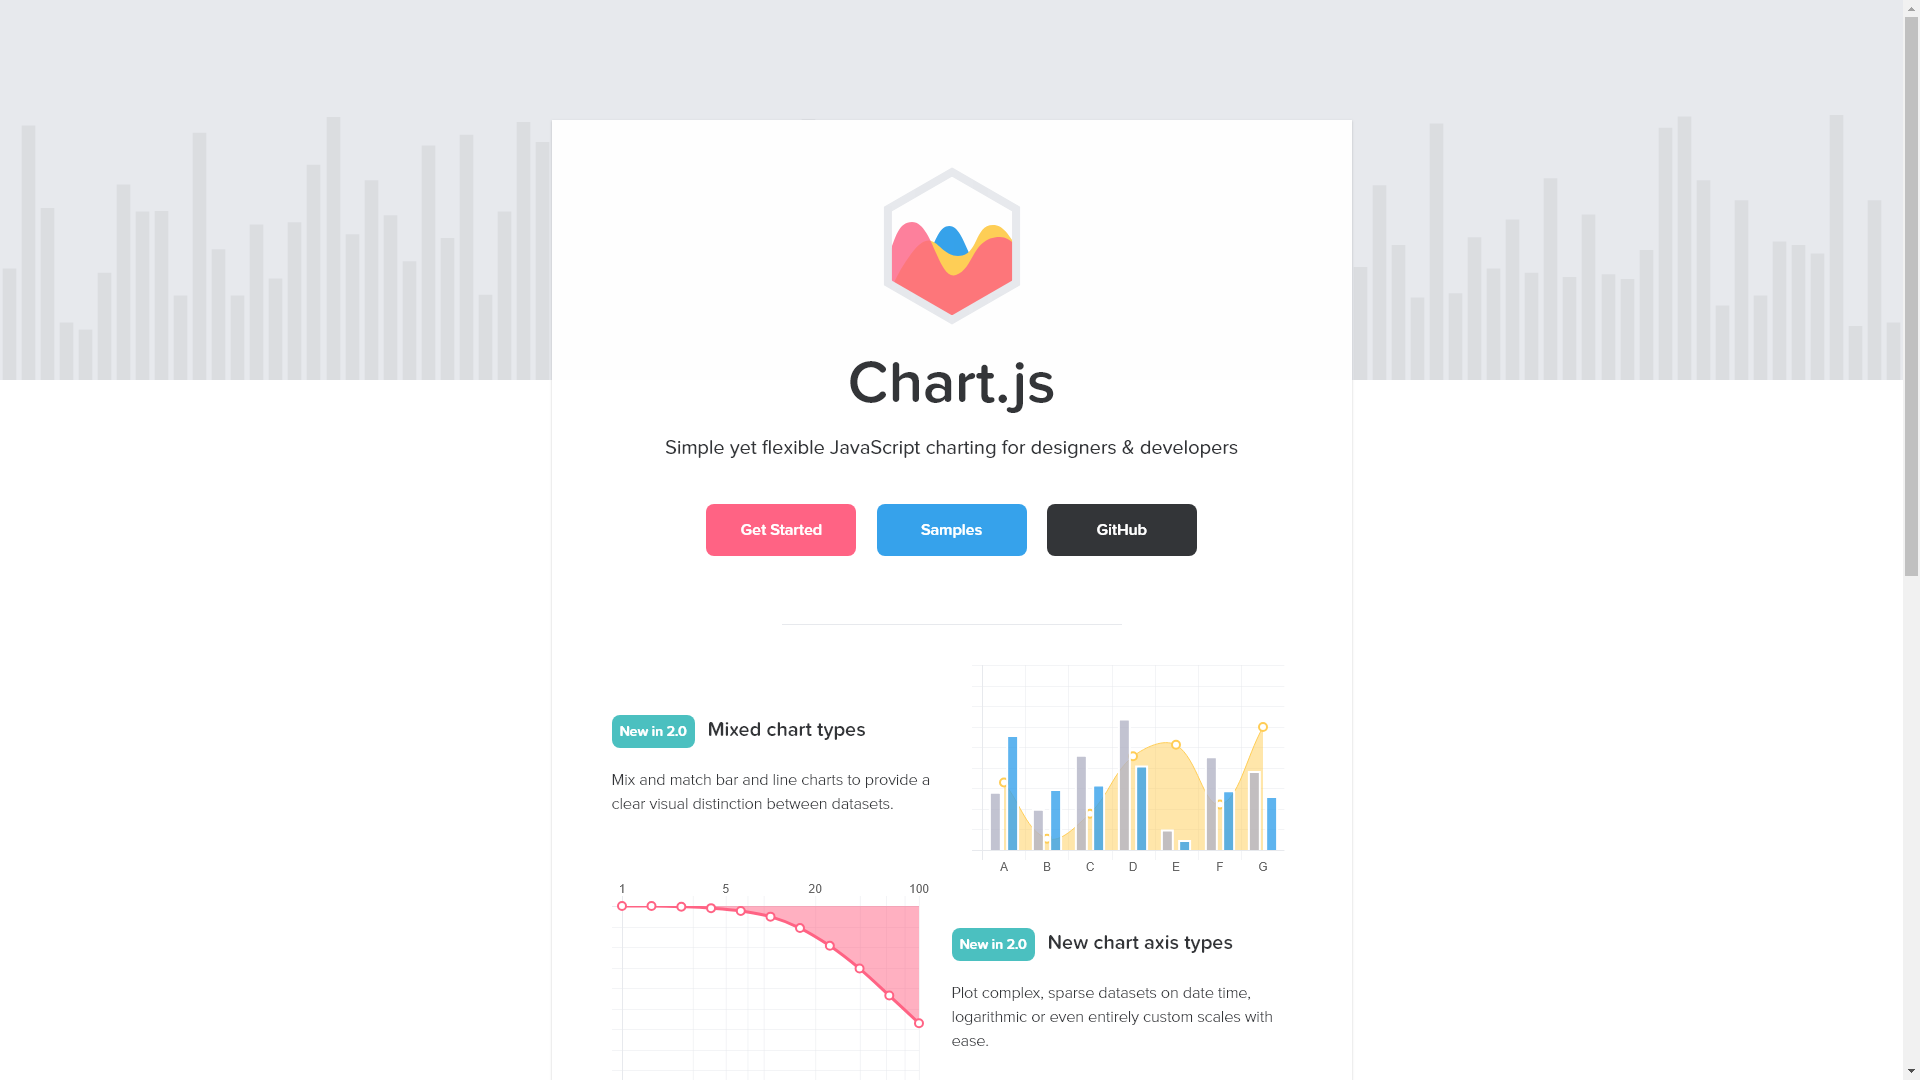 Chart.js
Simple yet flexible JavaScript charting for designers & developers
Get Started
Samples
GitHub
New in 2.0
Mixed chart types
Mix and match bar and line charts to provide a
clear visual distinction between datasets.
A B C D E F G
1 5 20 100
New in 2.0
New chart axis types
Plot complex, sparse datasets on date time,
logarithmic or even entirely custom scales with
ease.